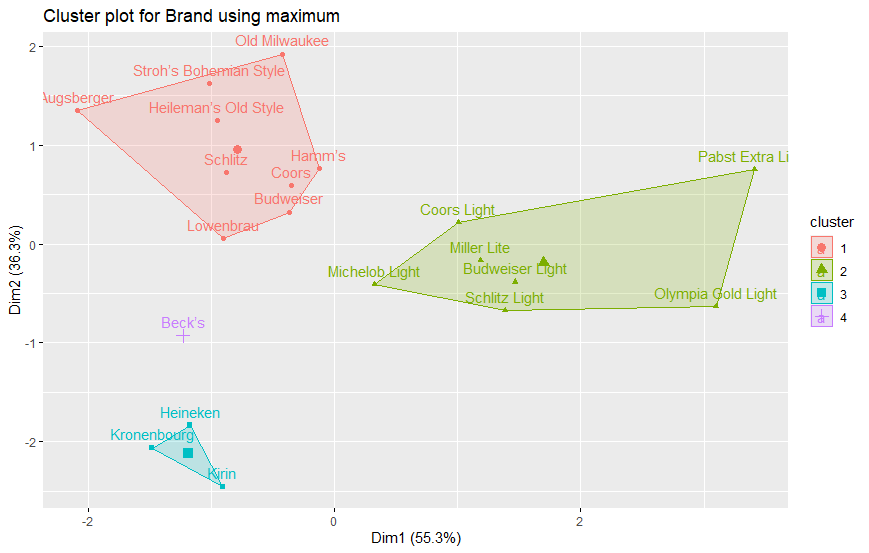 Cluster plot for Brand using maximum
Old Milwaukee
Stroh's Bohemian Style
Augsberger
Heileman's Old Style
Hamm's
Schlitz
Coors
Budweiser
Lowenbrau
Pabst Extra Li
Coors Light
Miller Lite
Michelob Light
Budweiser Light
Schlitz Light
Olympia Gold Light
Beck's
Heineken
Kronenbourg
Kirin
2
1
0
-1
-2
Dim2 (36.3%)
-2
0
2
Dim1 (55.3%)
cluster
a 1
a 2
a 3
a 4